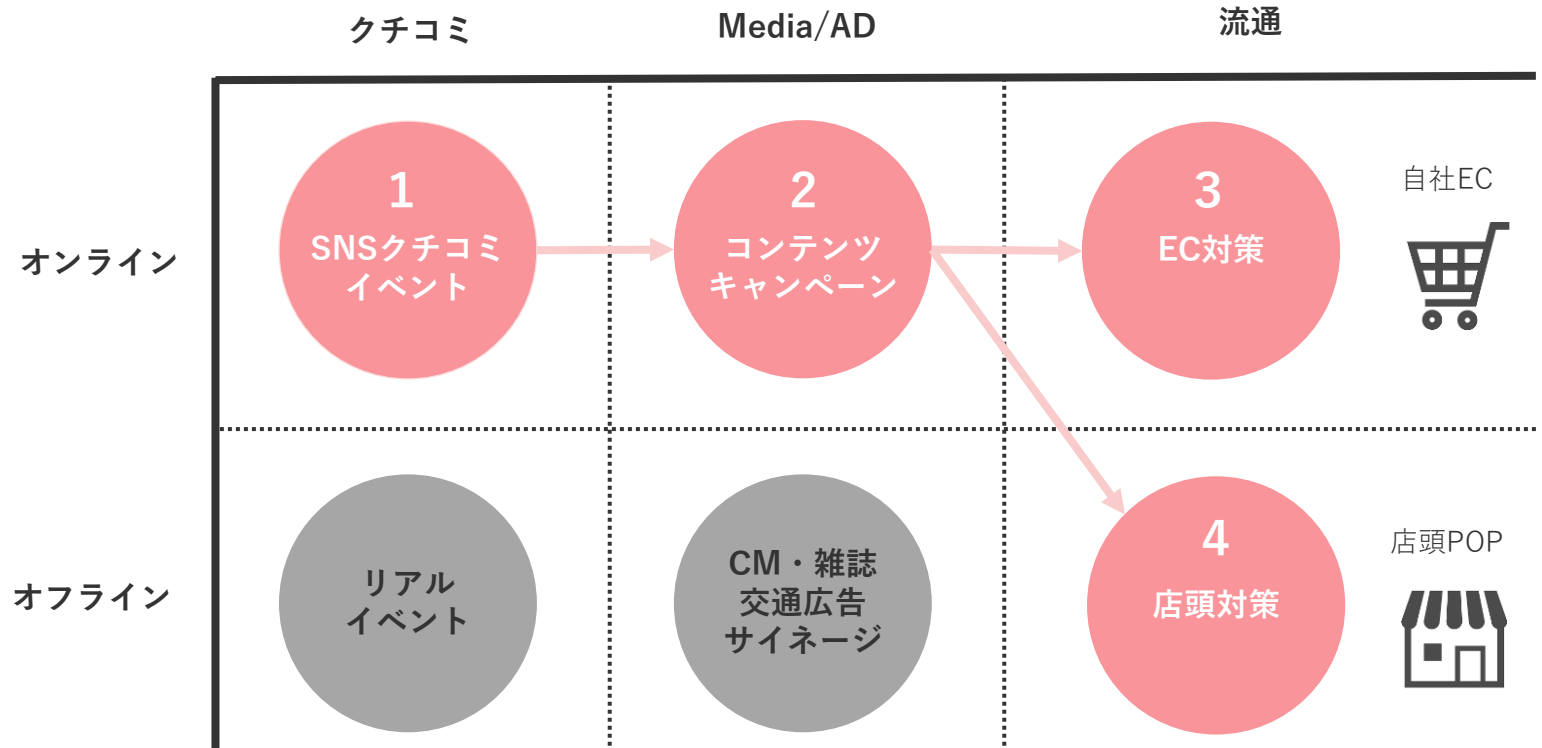 クチコミ
Media/AD
流通
オンライン
1
SNSクチコミ
イベント
2
コンテンツ
キャンペーン
3
EC対策
自社EC
オフライン
リアル
イベント
CM・雑誌
交通広告
サイネージ
4
店頭対策
店頭POP